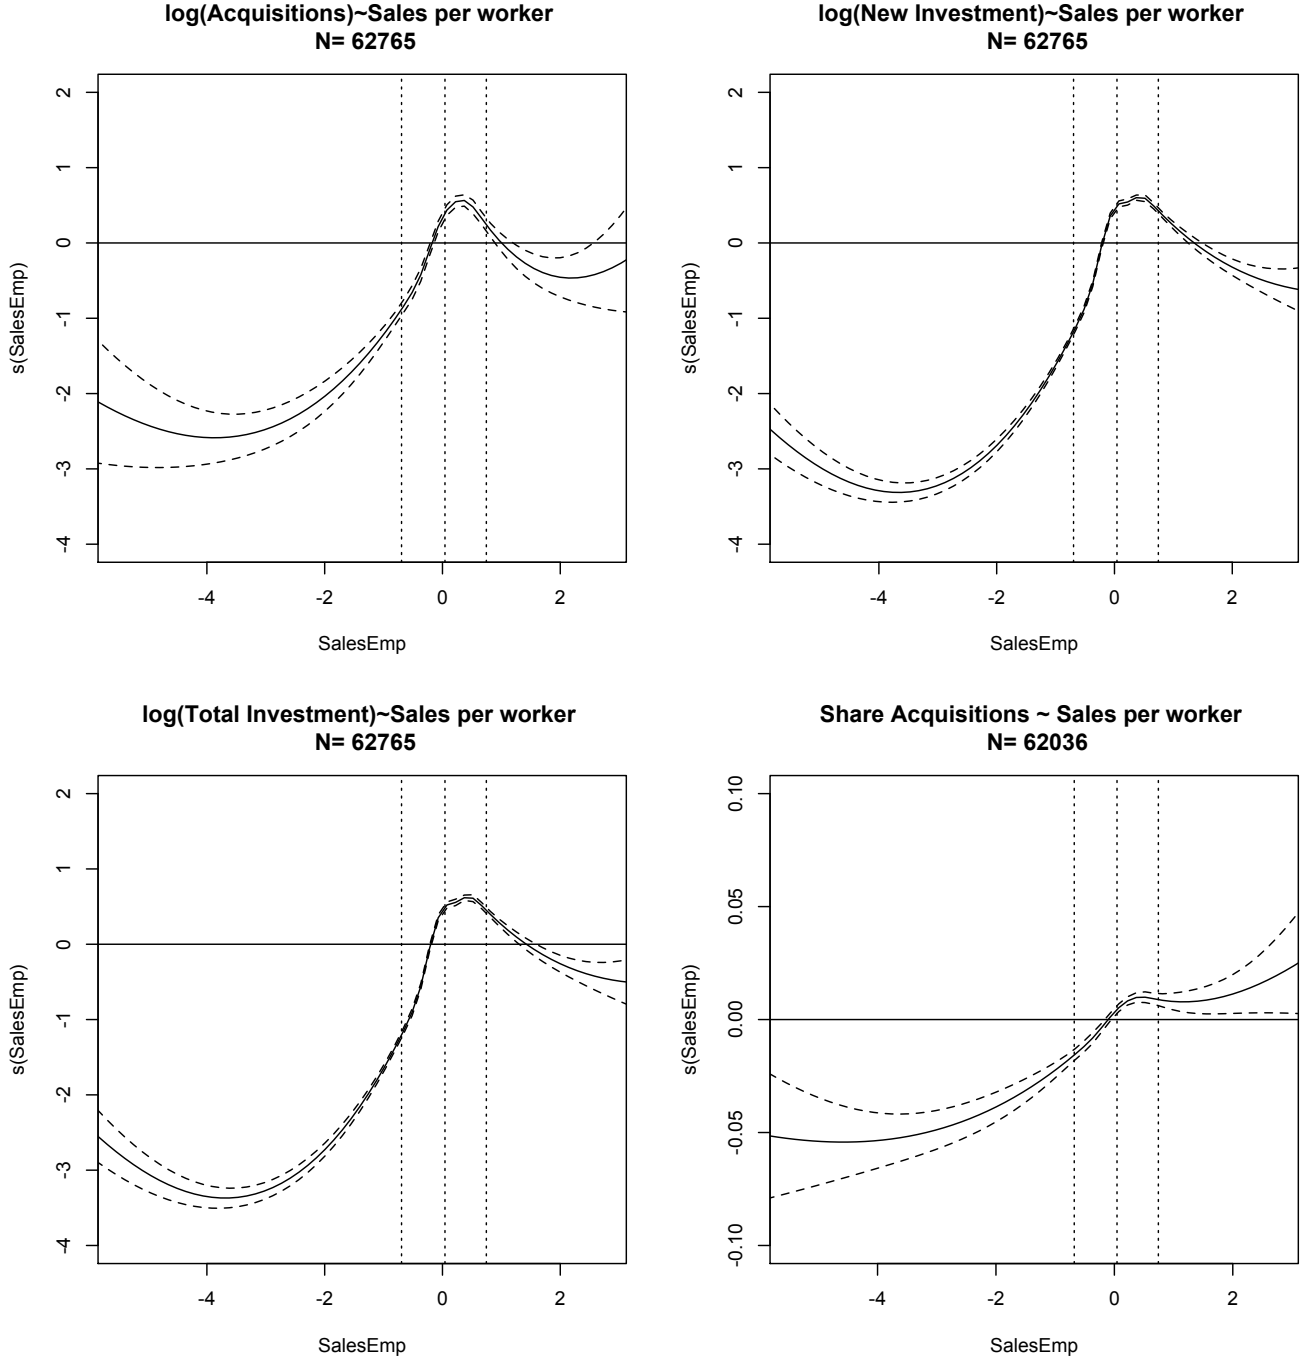 log(Acquisitions)~Sales per worker
N= 62765
2
1
0
-1
-2
-3
-4
s(SalesEmp)
-4 -2 0 2
SalesEmp
log(New Investment)~Sales per worker
N= 62765
2
1
0
-1
-2
-3
-4
s(SalesEmp)
-4 -2 0 2
SalesEmp
log(Total Investment)~Sales per worker
N= 62765
2
1
0
-1
-2
-3
-4
s(SalesEmp)
-4 -2 0 2
SalesEmp
Share Acquisitions ~ Sales per worker
N= 62036
0.10
0.05
0.00
-0.05
-0.10
s(SalesEmp)
-4 -2 0 2
SalesEmp